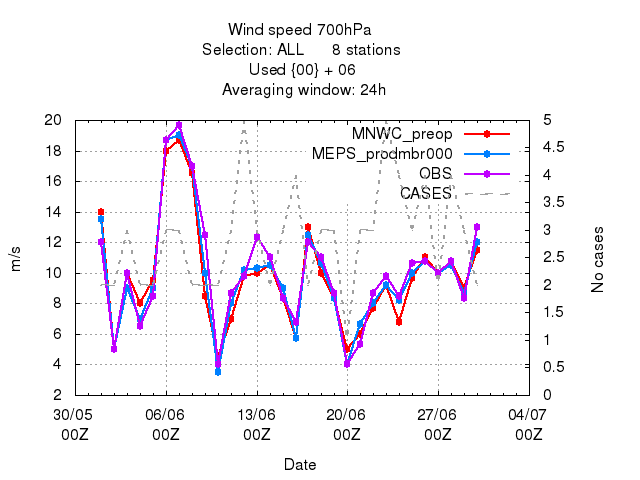 Wind speed 700hPa
Selection: ALL 8 stations
Used {00} + 06
Averaging window: 24h
MNWC_preop
MEPS_prodmbr000
OBS
CASES
20
18
16
14
12
10
8
6
4
2
m/s
5
4.5
4
3.5
3
2.5
2
1.5
1
0.5
0
No cases
30/05 06/06 13/06 20/06 27/06 04/07
00Z 00Z 00Z 00Z 00Z 00Z
Date